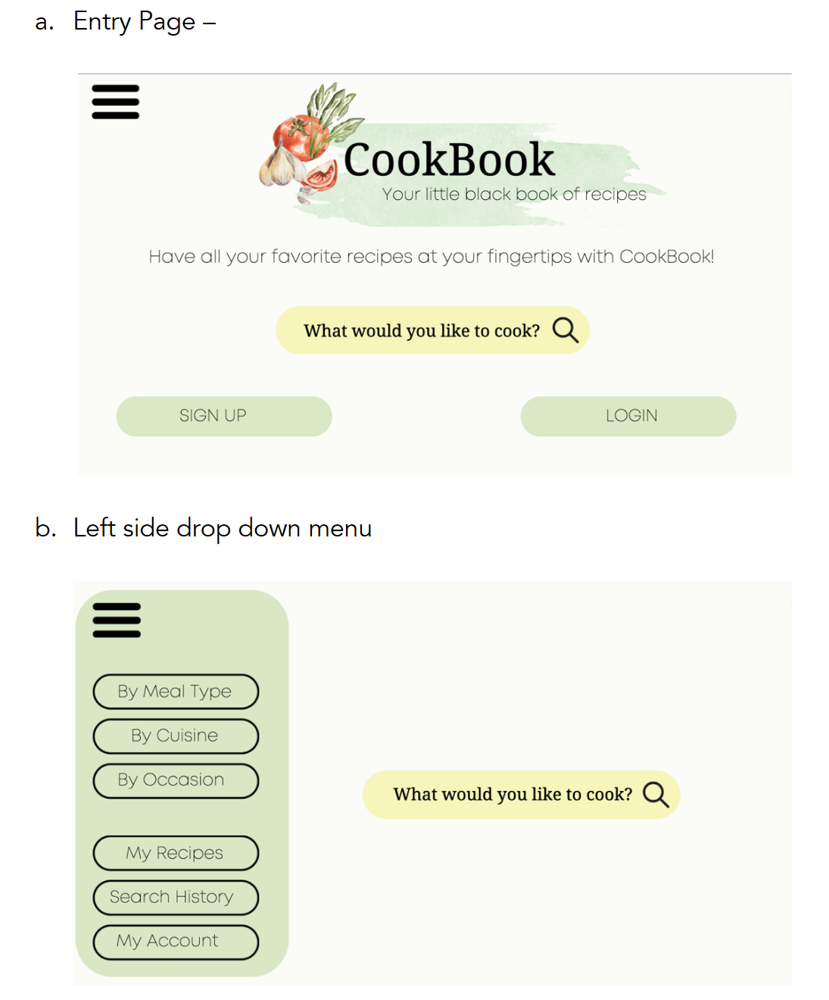 a. Entry Page –
CookBook
Your little black book of recipes
Have all your favorite recipes at your fingertips with CookBook!
What would you like to cook?
SIGN UP
LOGIN
b. Left side drop down menu
By Meal Type
By Cuisine
By Occasion
What would you like to cook?
My Recipes
Search History
My Account